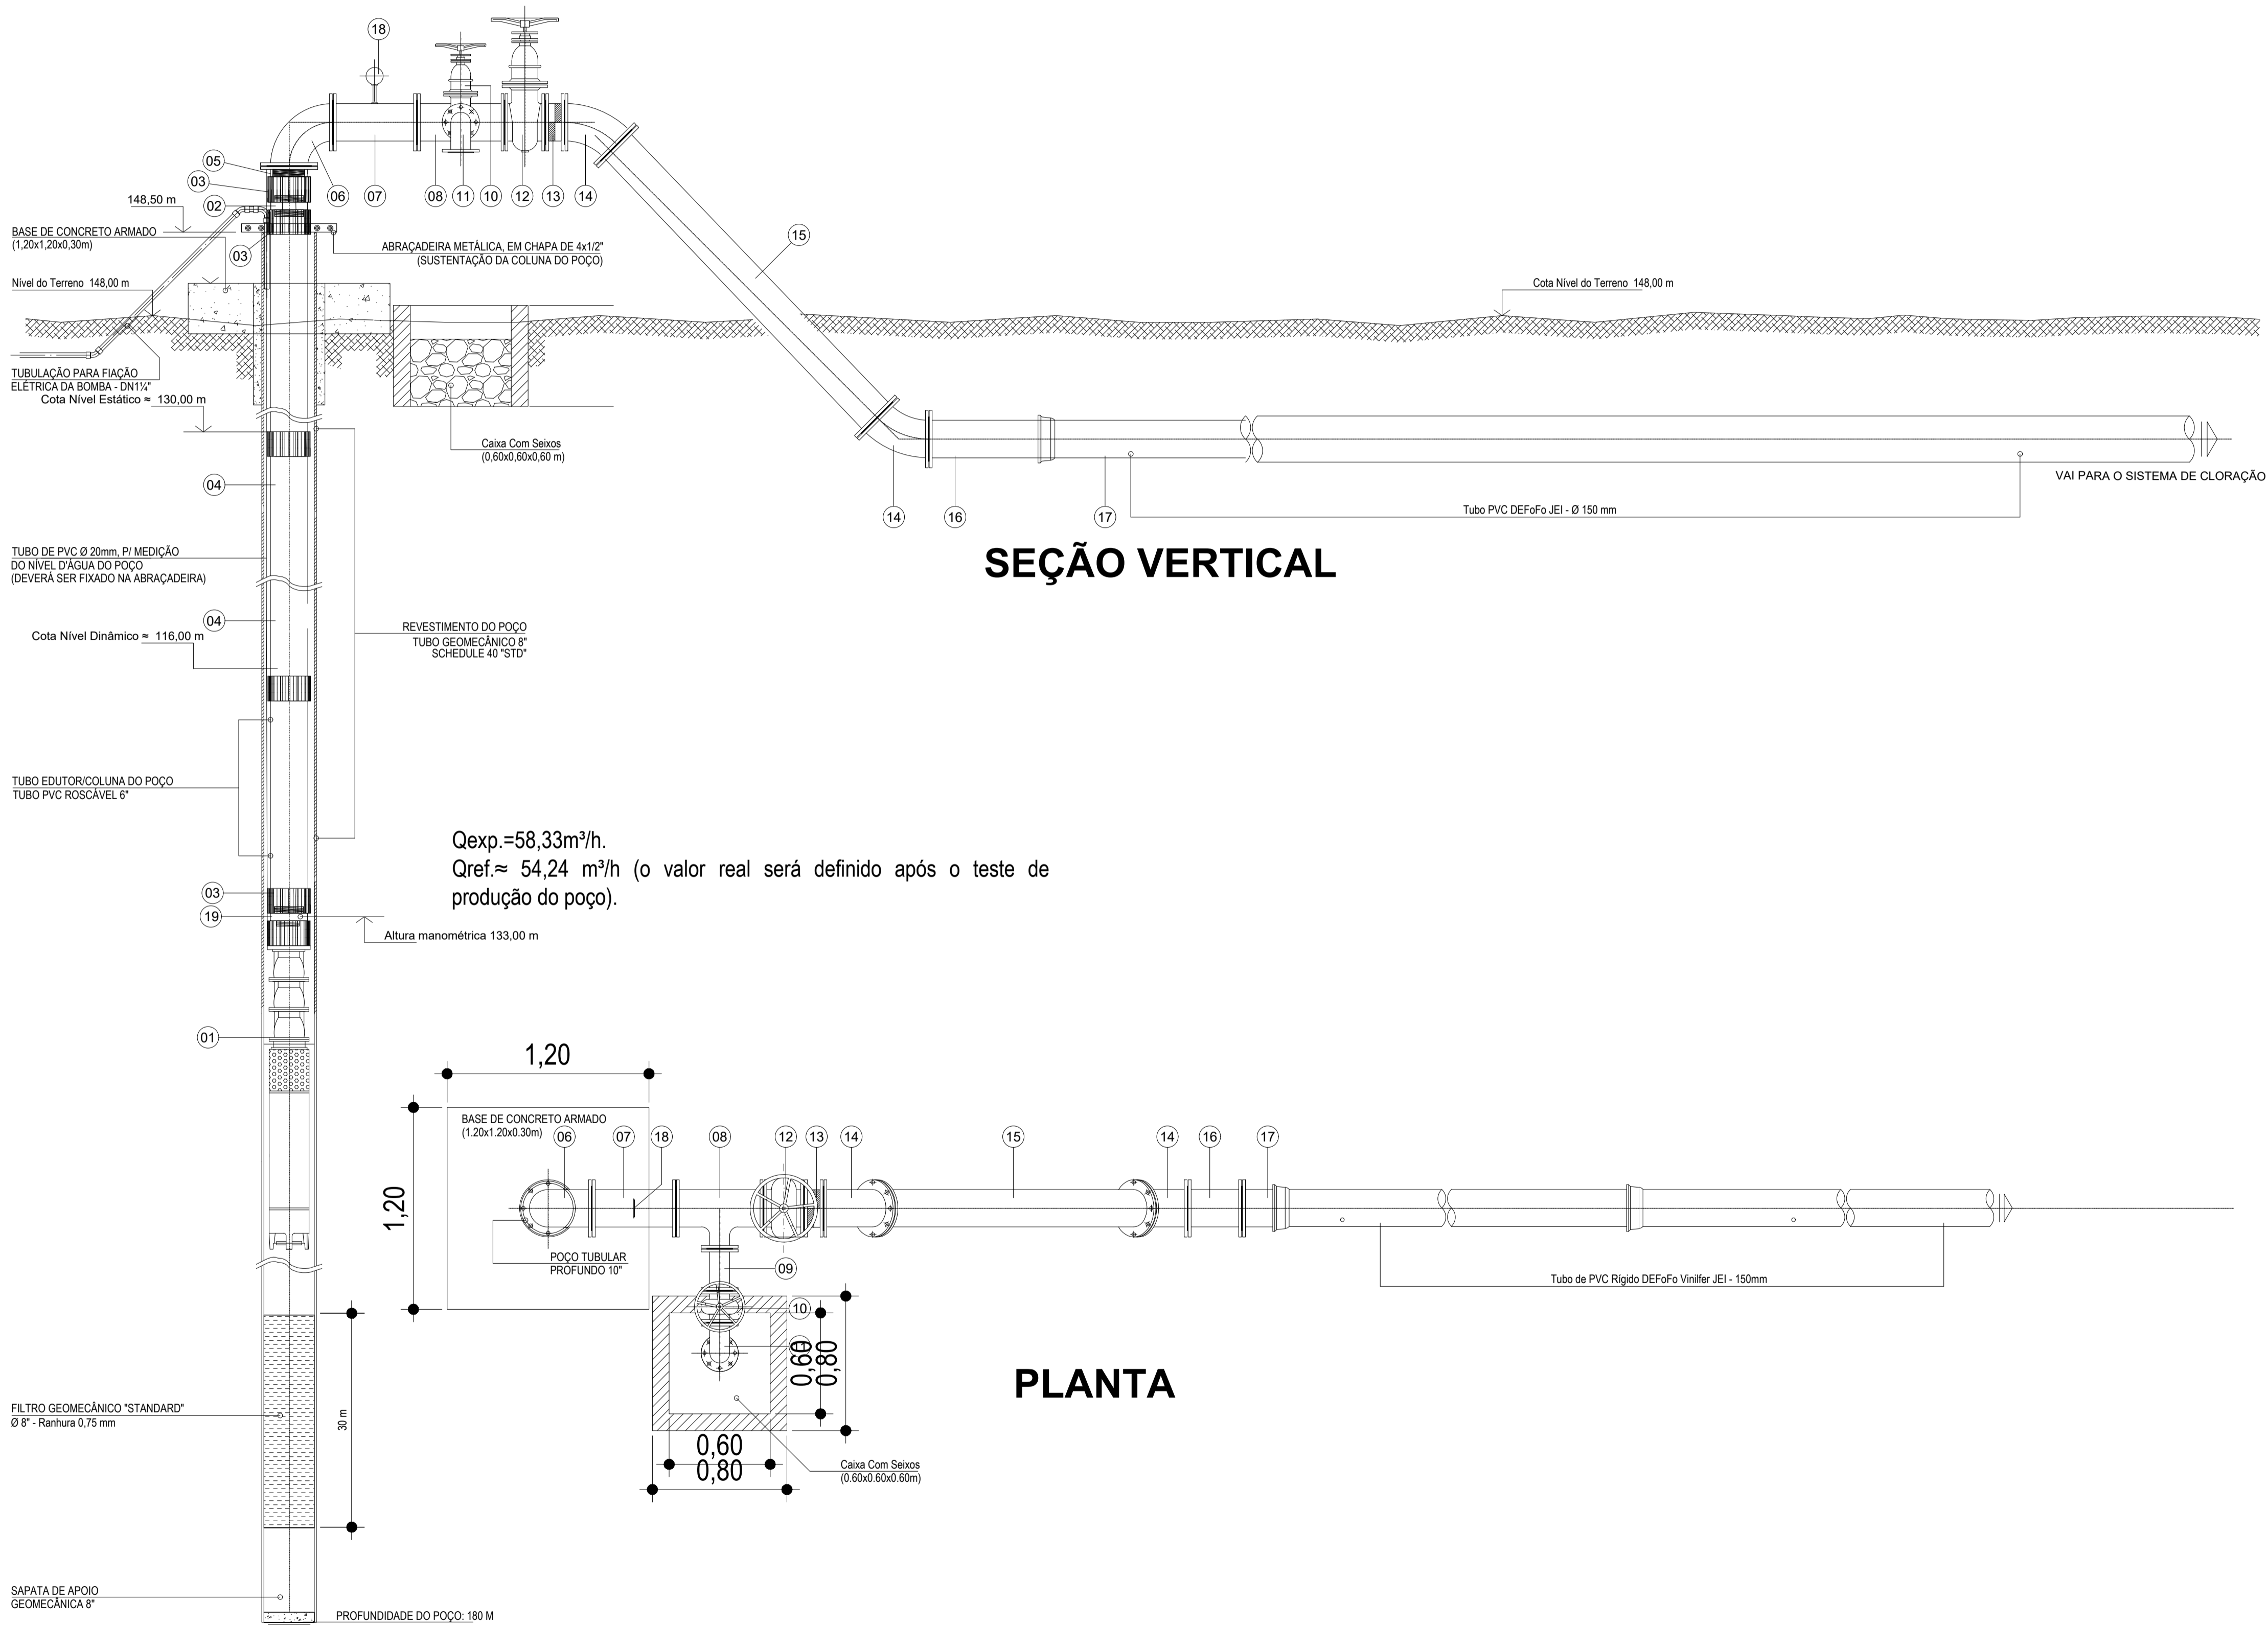 18
05
03
02
06
07
08
11
10
12
13
14
148,50 m
BASE DE CONCRETO ARMADO
(1,20x1,20x0,30m)
03
ABRAÇADEIRA METÁLICA, EM CHAPA DE 4x1/2"
(SUSTENTAÇÃO DA COLUNA DO POÇO)
15
Nível do Terreno 148,00 m
Cota Nível do Terreno 148,00 m
TUBULAÇÃO PARA FIAÇÃO
ELÉTRICA DA BOMBA - DN1¼"
Cota Nível Estático ≈ 130,00 m
Caixa Com Seixos
(0,60x0,60x0,60 m)
04
VAI PARA O SISTEMA DE CLORAÇÃO
14
16
17
Tubo PVC DEFoFo JEI - Ø 150 mm
SEÇÃO VERTICAL
TUBO DE PVC Ø 20mm, P/ MEDIÇÃO
DO NÍVEL D'ÁGUA DO POÇO
(DEVERÁ SER FIXADO NA ABRAÇADEIRA)
04
Cota Nível Dinâmico ≈ 116,00 m
REVESTIMENTO DO POÇO
TUBO GEOMECÂNICO 8"
SCHEDULE 40 "STD"
TUBO EDUTOR/COLUNA DO POÇO
TUBO PVC ROSCÁVEL 6"
Qexp.=58,33m³/h.
Qref.≈ 54,24 m³/h (o valor real será definido após o teste de
produção do poço).
03
19
Altura manométrica 133,00 m
01
1,20
1,20
BASE DE CONCRETO ARMADO
(1.20x1.20x0.30m)
06
07
18
08
12
13
14
15
14
16
17
POÇO TUBULAR
PROFUNDO 10"
09
10
0,60
0,80
Tubo de PVC Rígido DEFoFo Vinilfer JEI - 150mm
PLANTA
0,60
0,80
Caixa Com Seixos
(0.60x0.60x0.60m)
FILTRO GEOMECÂNICO "STANDARD"
Ø 8" - Ranhura 0,75 mm
30 m
SAPATA DE APOIO
GEOMECÂNICA 8"
PROFUNDIDADE DO POÇO: 180 M